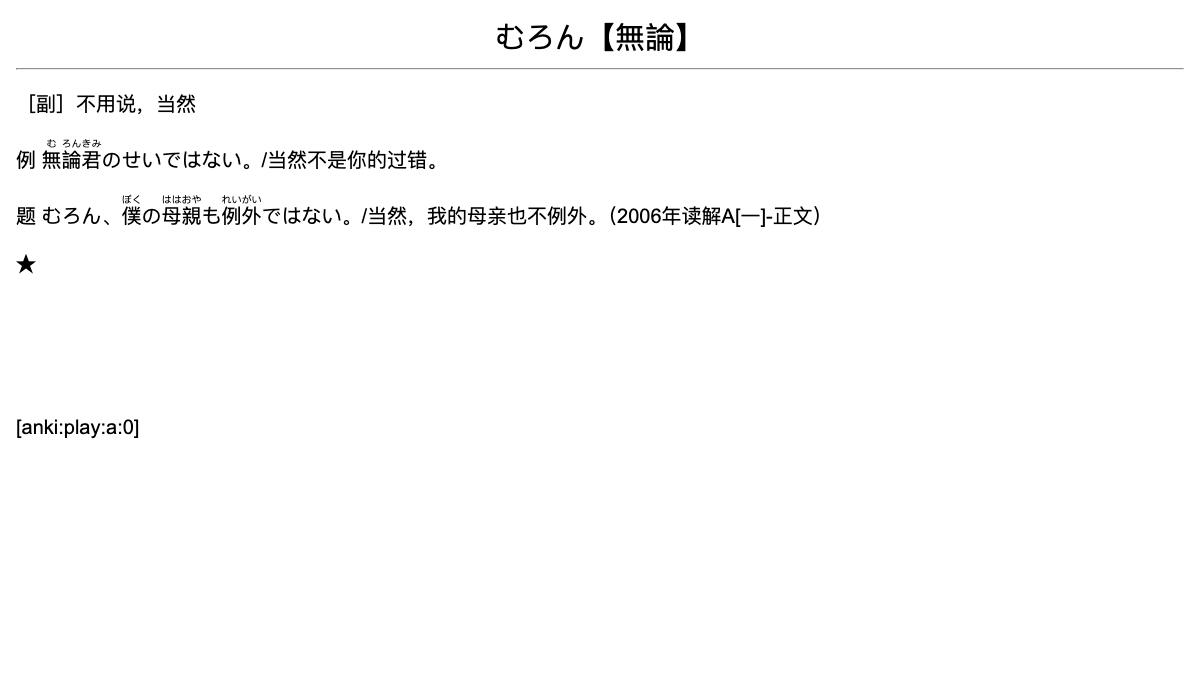 むろん【無論】
［副］不用说，当然
例 無論君のせいではない。/当然不是你的过错。
む ろんきみ
题 むろん、僕の母親も例外ではない。/当然，我的母亲也不例外。（2006年读解A[一]-正文）
ぼく ははおや れいがい
★
[anki:play:a:0]